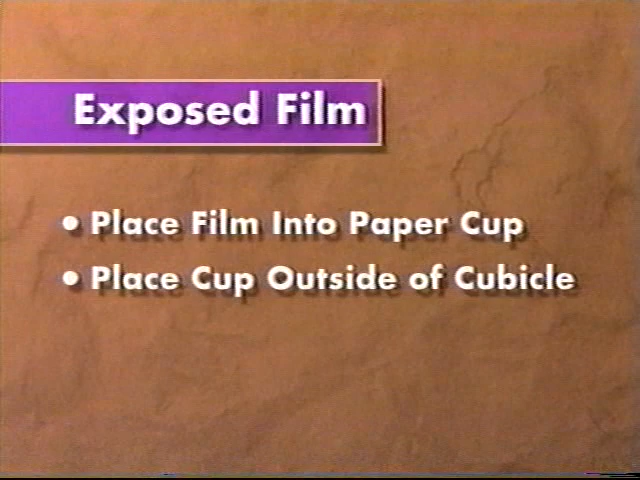 Exposed Film
• Place Film Into Paper Cup
• Place Cup Outside of Cubicle